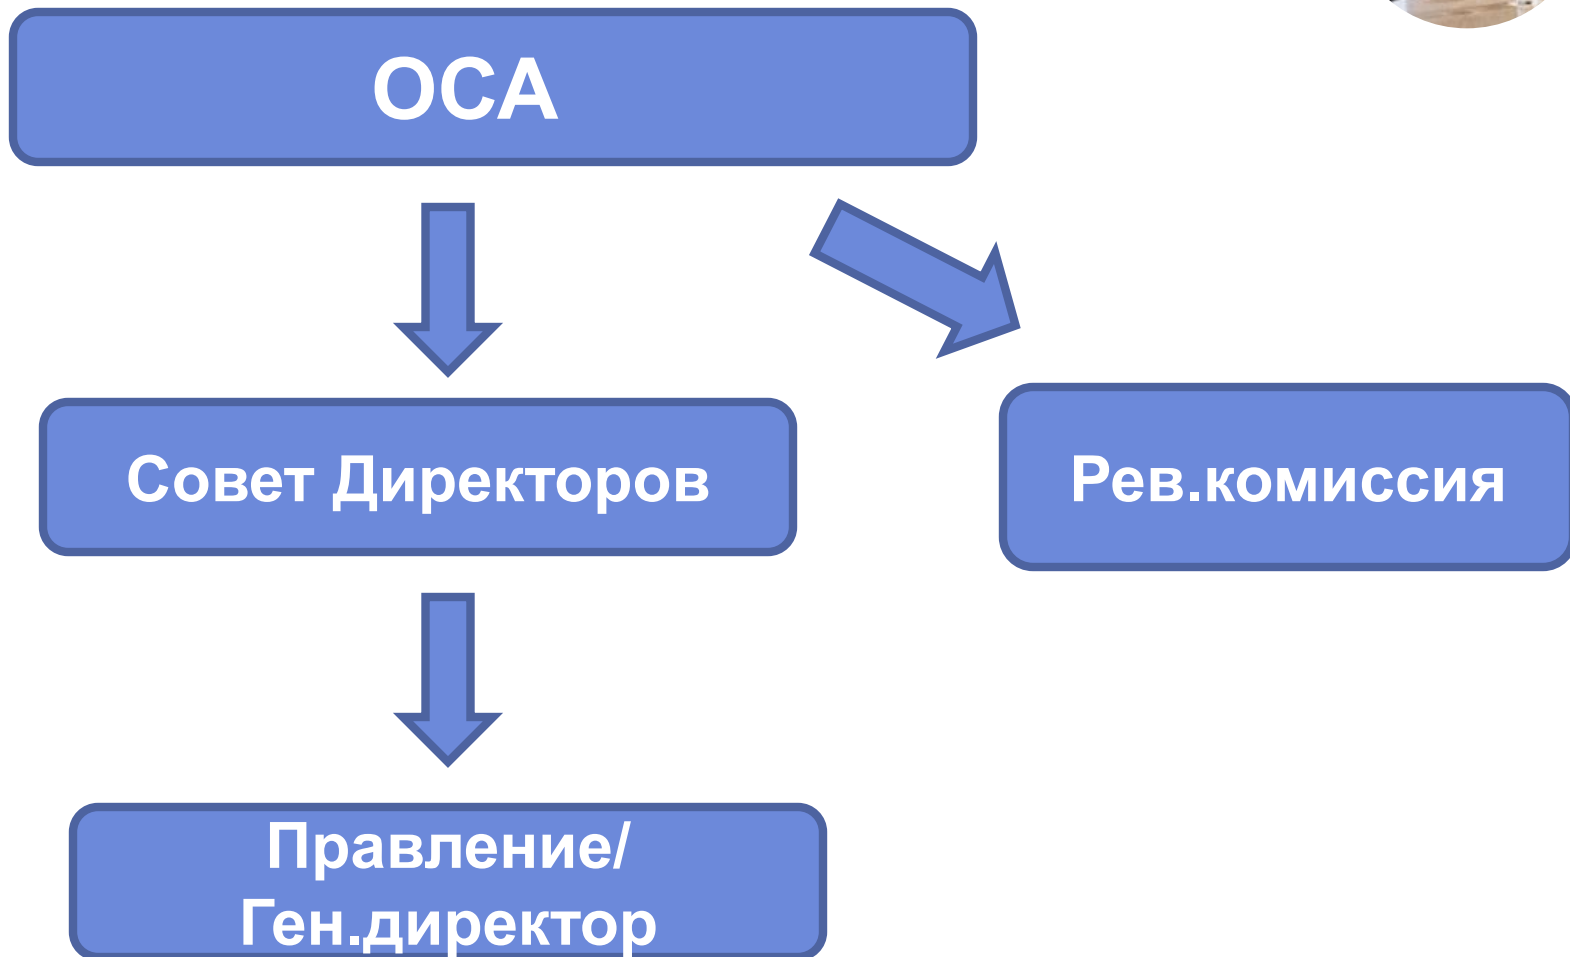 ОСА
Совет Директоров
Рев.комиссия
Правление/
Ген.директор